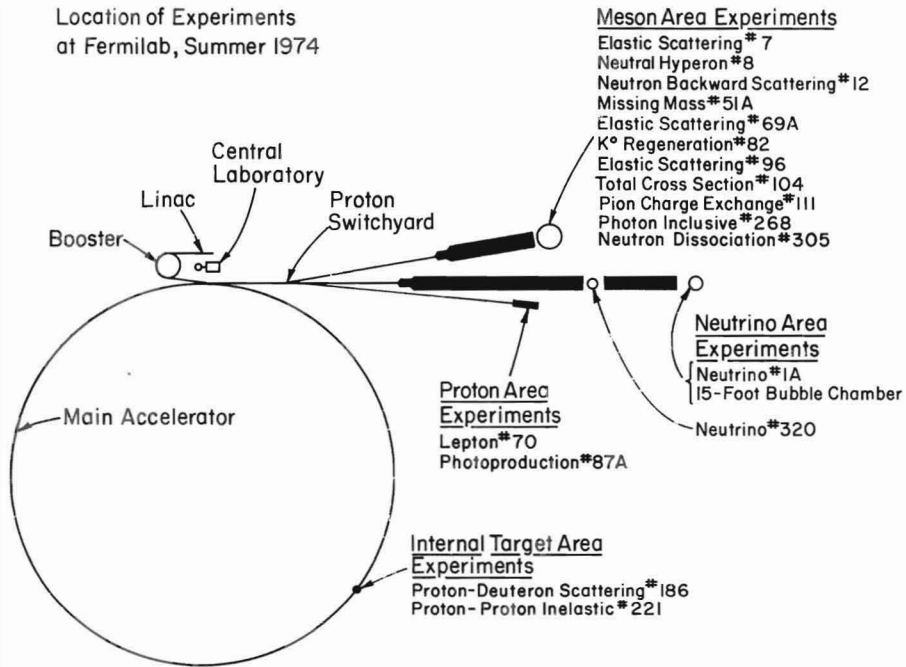 Location of Experiments
at Fermilab, Summer 1974
Meson Area Experiments
Elastic Scattering #7
Neutral Hyperon #8
Neutron Backward Scattering #12
Missing Mass #51A
Elastic Scattering #69A
K° Regeneration #82
Elastic Scattering #96
Total Cross Section #104
Pion Charge Exchange #111
Photon Inclusive #268
Neutron Dissociation #305
Central
Laboratory
Linac
Booster
Proton
Switchyard
Neutrino Area
Experiments
Neutrino #1A
15-Foot Bubble Chamber
Neutrino #320
Proton Area
Experiments
Lepton #70
Photoproduction #87A
Main Accelerator
Internal Target Area
Experiments
Proton-Deuteron Scattering #186
Proton-Proton Inelastic #221